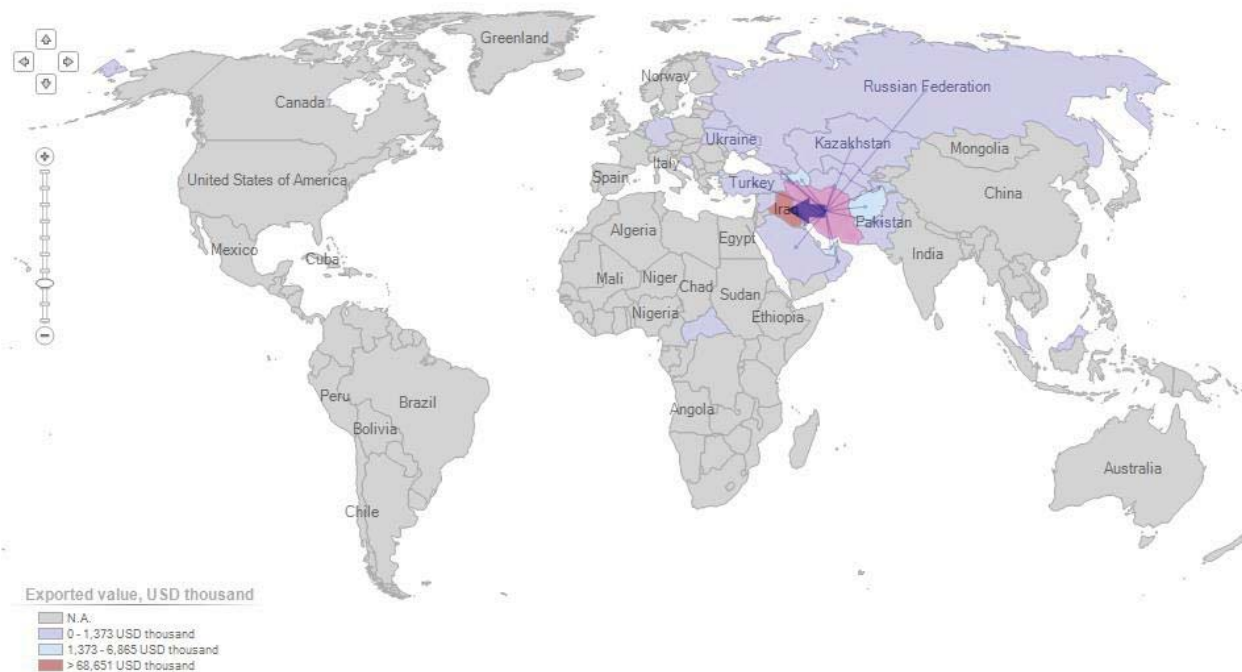 Greenland
Norway
Russian Federation
Canada
Ukraine
Kazakhstan
Mongolia
Italy
Spain
United States of America
Turkey
China
Iraq
Pakistan
Algeria
Egypt
Mexico
Cuba
India
Mali
Niger
Chad
Sudan
Nigeria
Ethiopia
Peru
Brazil
Angola
Bolivia
Australia
Chile
Exported value, USD thousand
N.A.
0 - 1,373 USD thousand
1,373 - 6,865 USD thousand
> 68,651 USD thousand